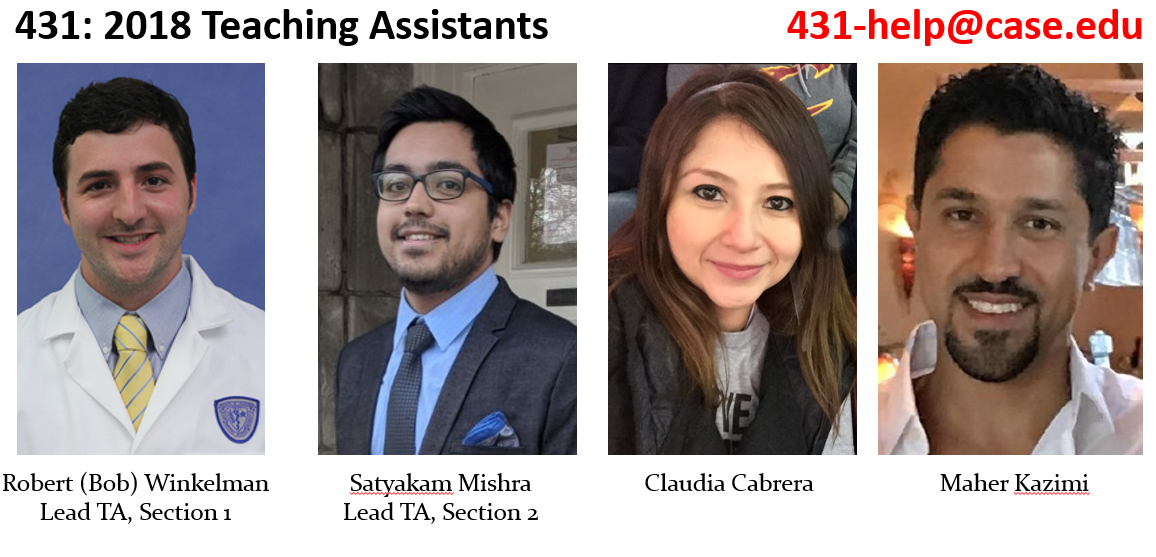 431: 2018 Teaching Assistants
431-help@case.edu
Robert (Bob) Winkelman
Lead TA, Section 1
Satyakam Mishra
Lead TA, Section 2
Claudia Cabrera
Maher Kazimi